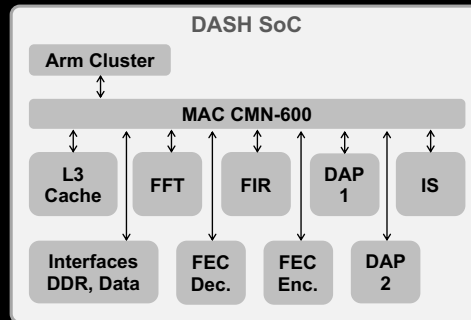 DASH SoC
Arm Cluster
MAC CMN-600
L3
Cache
FFT
FIR
DAP
1
IS
Interfaces
DDR, Data
FEC
Dec.
FEC
Enc.
DAP
2